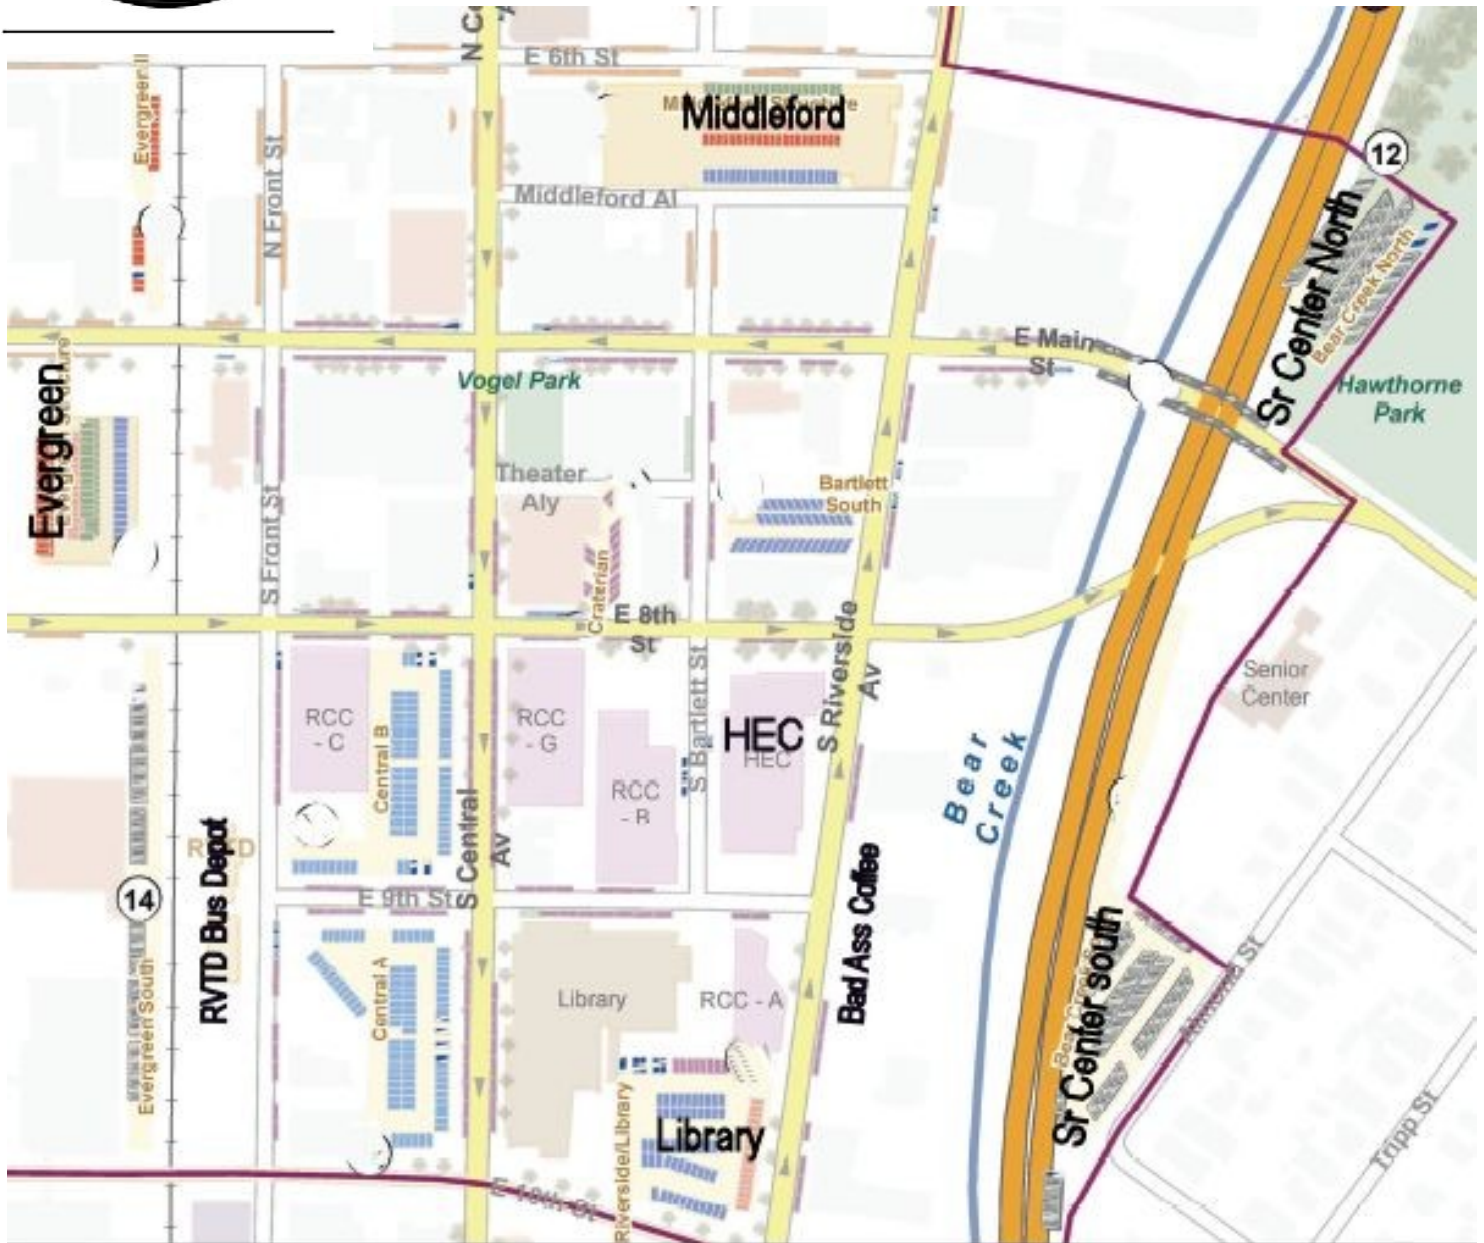 N Ce
E 6th St
Evergreen II
Middleford
N Front St
Middleford Al
12
Sr Center North
Bear Creek North
E Main
St
Vogel Park
Hawthorne
Park
Evergreen
Theater
Aly
Bartlett
South
S Front St
Craterian
E 8th
St
S Riverside
Av
Senior
Center
RCC
- C
Central B
RCC
- G
S Bartlett St
HEC
HEC
Bear
Creek
RCC
- R
RVTD
RVTD Bus Depot
S Central
Av
Bad Ass Coffee
14
E 9th St
Evergreen South
Central A
Library
RCC - A
Sr Center south
Library
Riverside/Library
Tripp St
E 10th St